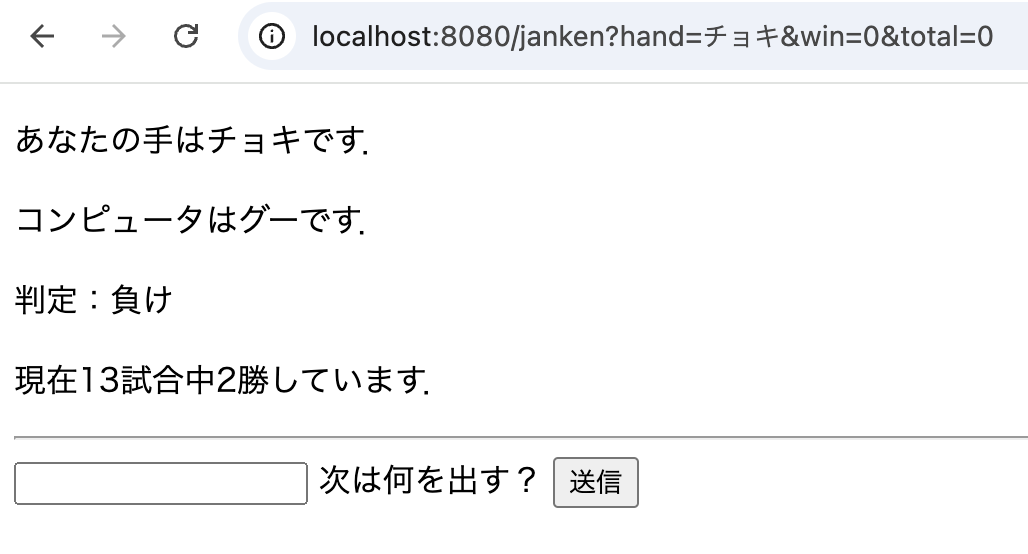 localhost:8080/janken?hand=チョキ&win=0&total=0
あなたの手はチョキです.
コンピュータはグーです.
判定：負け
現在13試合中2勝しています.
次は何を出す？ 送信